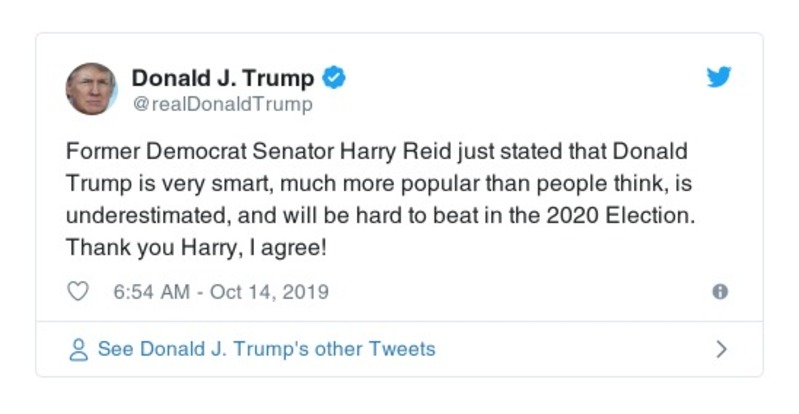 Donald J. Trump
@realDonaldTrump
Former Democrat Senator Harry Reid just stated that Donald
Trump is very smart, much more popular than people think, is
underestimated, and will be hard to beat in the 2020 Election.
Thank you Harry, I agree!
6:54 AM - Oct 14, 2019
See Donald J. Trump's other Tweets